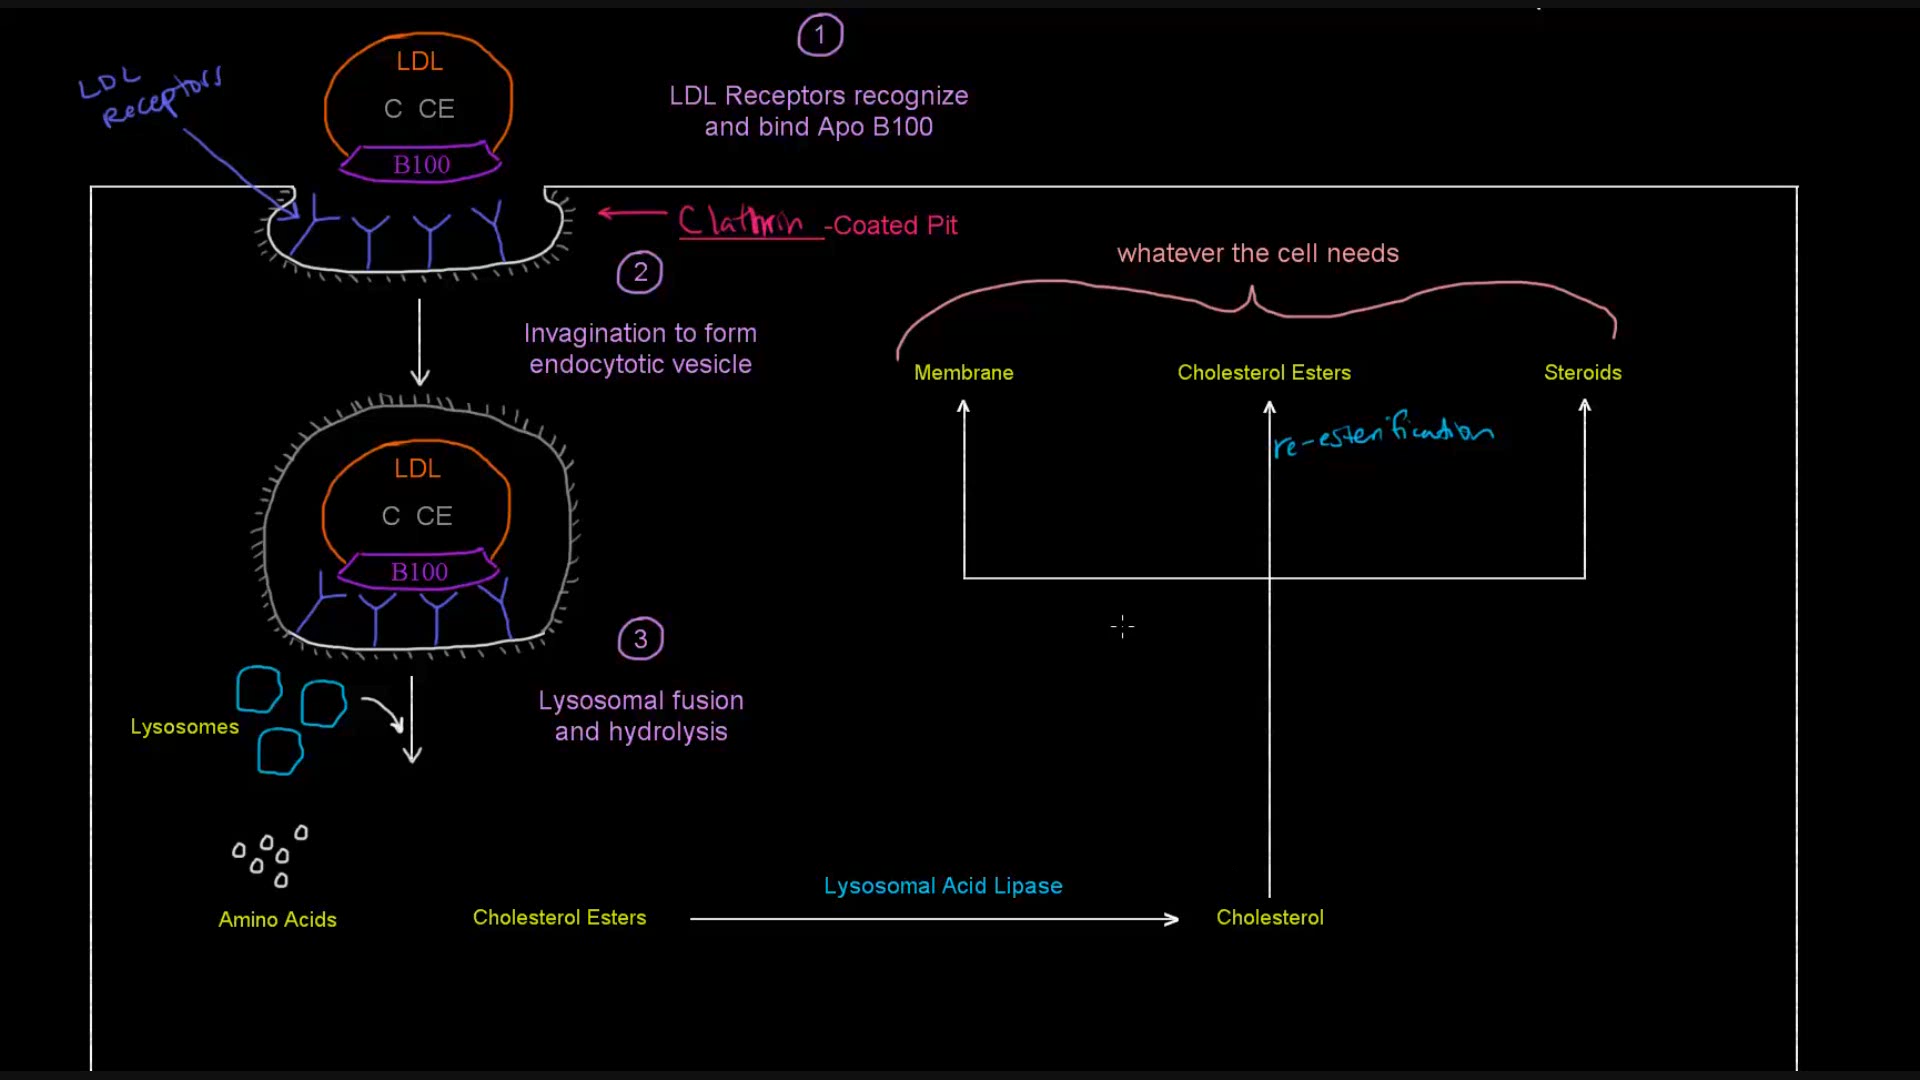 1
LDL
LDL
Receptors
C CE
LDL Receptors recognize
and bind Apo B100
B100
Clathrin -Coated Pit
2
whatever the cell needs
Invagination to form
endocytotic vesicle
Membrane
Cholesterol Esters
Steroids
re-esterification
LDL
C CE
B100
3
Lysosomal fusion
and hydrolysis
Lysosomes
Lysosomal Acid Lipase
Amino Acids
Cholesterol Esters
Cholesterol